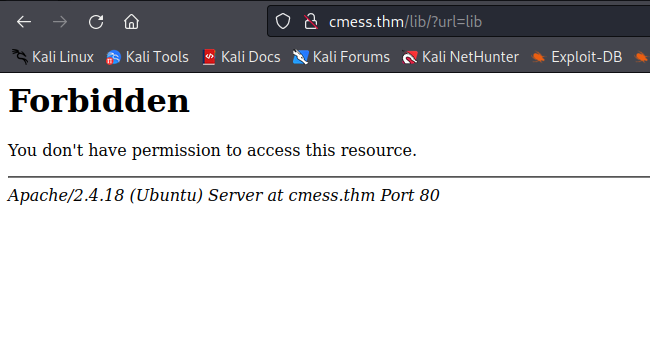 cmess.thm/lib/?url=lib
Kali Linux Kali Tools Kali Docs Kali Forums Kali NetHunter Exploit-DB
Forbidden
You don't have permission to access this resource.
Apache/2.4.18 (Ubuntu) Server at cmess.thm Port 80